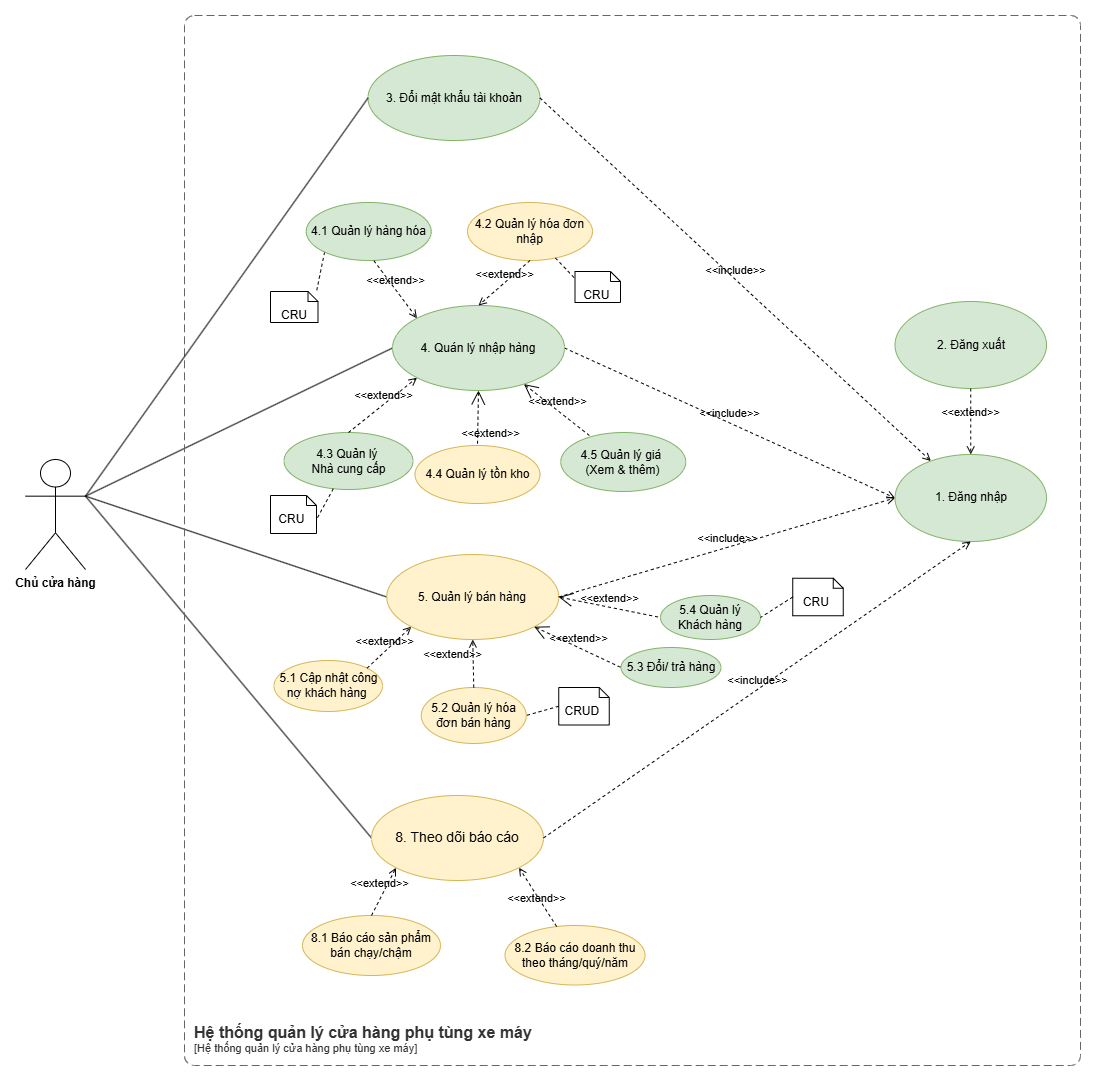 3. Đổi mật khẩu tài khoản
4.1 Quản lý hàng hóa
4.2 Quản lý hóa đơn
nhập
<<include>>
<<extend>>
<<extend>>
CRU
CRU
4. Quán lý nhập hàng
2. Đăng xuất
<<extend>>
<<extend>>
<<include>>
<<extend>>
<<extend>>
4.3 Quản lý
Nhà cung cấp
4.4 Quản lý tồn kho
4.5 Quản lý giá
(Xem & thêm)
1. Đăng nhập
CRU
<<include>>
Chủ cửa hàng
5. Quản lý bán hàng
<<extend>>
5.4 Quản lý
Khách hàng
CRU
<<extend>>
<<extend>>
<<extend>>
5.3 Đổi/ trả hàng
5.1 Cập nhật công
nợ khách hàng
<<include>>
5.2 Quản lý hóa
đơn bán hàng
CRUD
8. Theo dõi báo cáo
<<extend>>
<<extend>>
8.1 Báo cáo sản phẩm
bán chạy/chậm
8.2 Báo cáo doanh thu
theo tháng/quý/năm
Hệ thống quản lý cửa hàng phụ tùng xe máy
[Hệ thống quản lý cửa hàng phụ tùng xe máy]